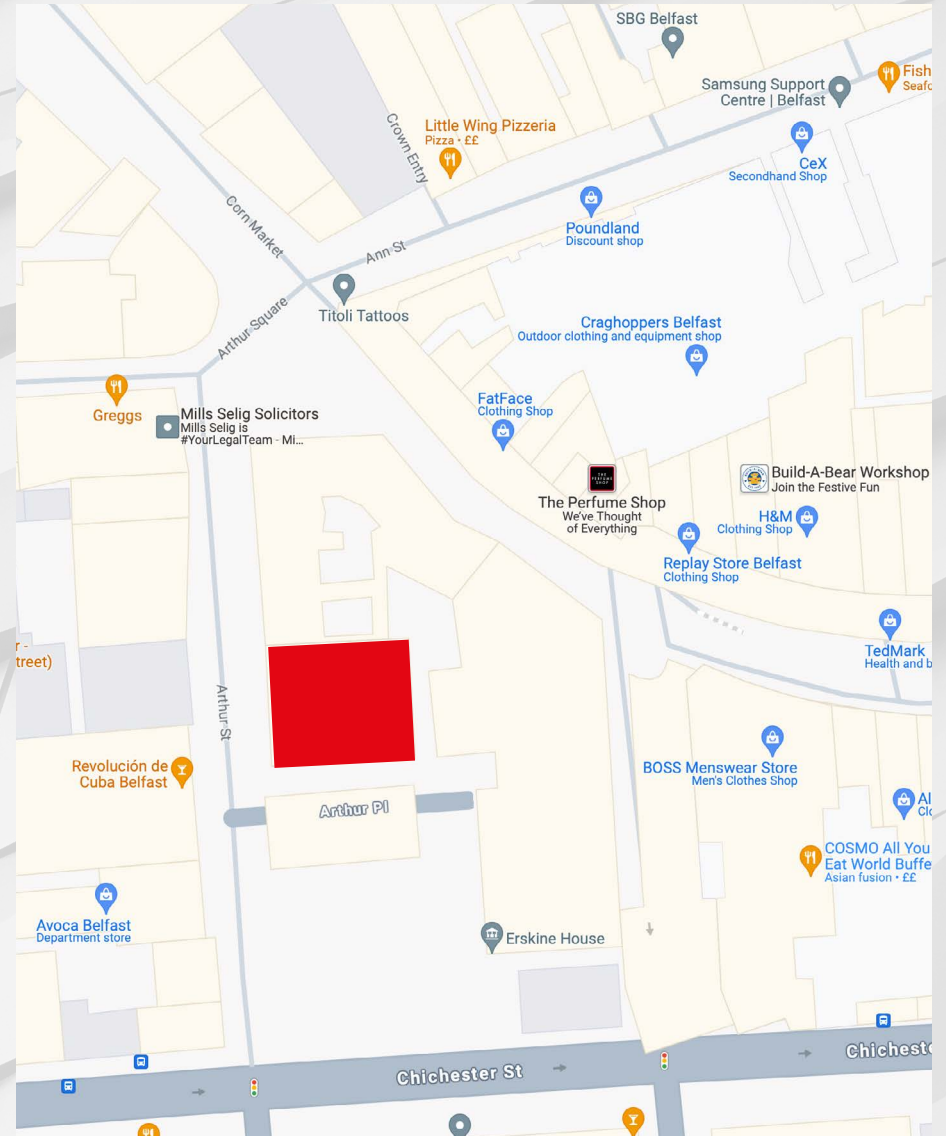 SBG Belfast
Samsung Support
Centre | Belfast
Fish
Seafo
CeX
Secondhand Shop
Crown Entry
Little Wing Pizzeria
Pizza · ££
Poundland
Discount shop
Corn Market
Ann St
Arthur Square
Titoli Tattoos
Craghoppers Belfast
Outdoor clothing and equipment shop
Greggs
Mills Selig Solicitors
Mills Selig is
#YourLegalTeam - Mi...
FatFace
Clothing Shop
THE
PERFUME
SHOP
The Perfume Shop
We've Thought
of Everything
Build-A-Bear Workshop
Join the Festive Fun
H&M
Clothing Shop
Replay Store Belfast
Clothing Shop
TedMark
Health and b
r -
treet)
Arthur St
Revolución de
Cuba Belfast
BOSS Menswear Store
Men's Clothes Shop
Arthur Pl
Al
Clo
COSMO All You
Eat World Buffe
Asian fusion · ££
Avoca Belfast
Department store
Erskine House
Chichester St
Chicheste